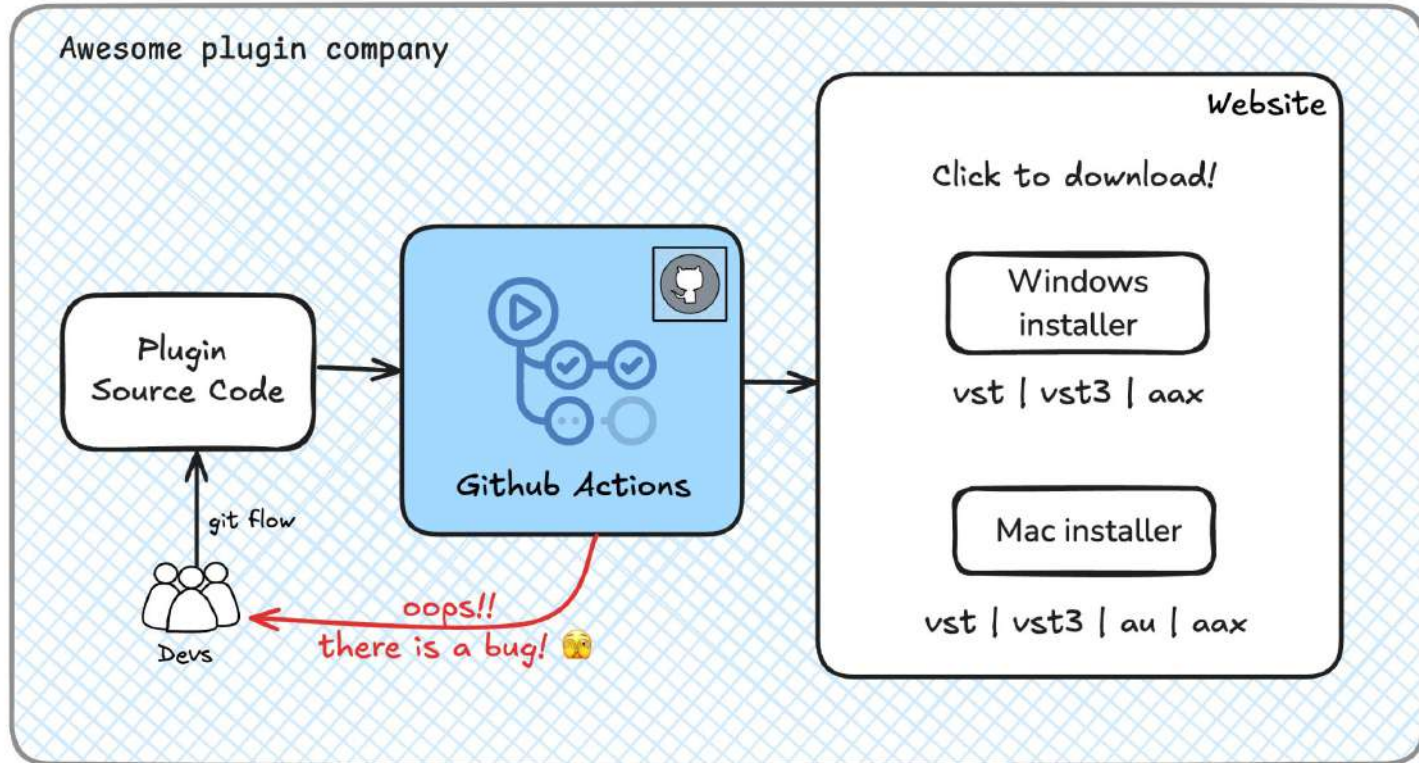 Awesome plugin company
Website
Click to download!
Windows
installer
vst | vst3 | aax
Mac installer
vst | vst3 | au | aax
Plugin
Source Code
Github Actions
git flow
Devs
oops!!
there is a bug! 🫣